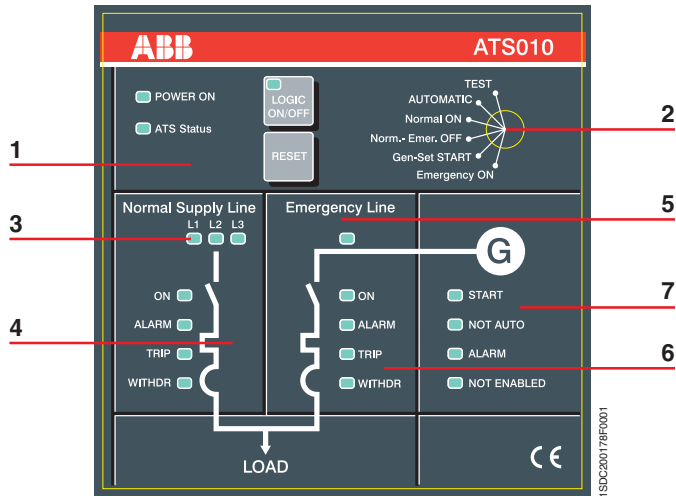 ABB
ATS010
POWER ON
ATS Status
LOGIC
ON/OFF
RESET
TEST
AUTOMATIC
Normal ON
Norm.- Emer. OFF
Gen-Set START
Emergency ON
1
2
Normal Supply Line
L1 L2 L3
Emergency Line
G
3
5
ON
ALARM
TRIP
WITHDR
4
ON
ALARM
TRIP
WITHDR
6
START
NOT AUTO
ALARM
NOT ENABLED
7
LOAD
CE
1SDC200178F0001